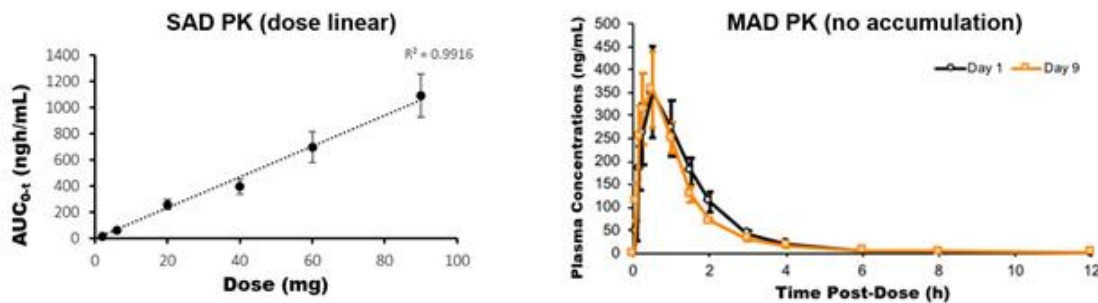 SAD PK (dose linear)
R² = 0.9916
1400
1200
1000
800
600
400
200
0
0 20 40 60 80 100
AUC₀₋ₜ (ngh/mL)
Dose (mg)
MAD PK (no accumulation)
500
450
400
350
300
250
200
150
100
50
0
0 2 4 6 8 10 12
Plasma Concentrations (ng/mL)
Time Post-Dose (h)
Day 1 Day 9